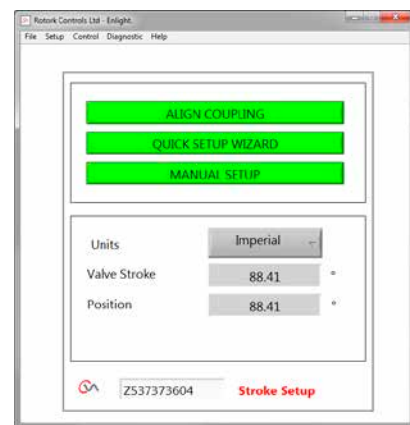 Rotork Controls Ltd - Enlight.
File Setup Control Diagnostic Help
ALIGN COUPLING
QUICK SETUP WIZARD
MANUAL SETUP
Units Imperial
Valve Stroke 88.41 °
Position 88.41 °
Z537373604 Stroke Setup